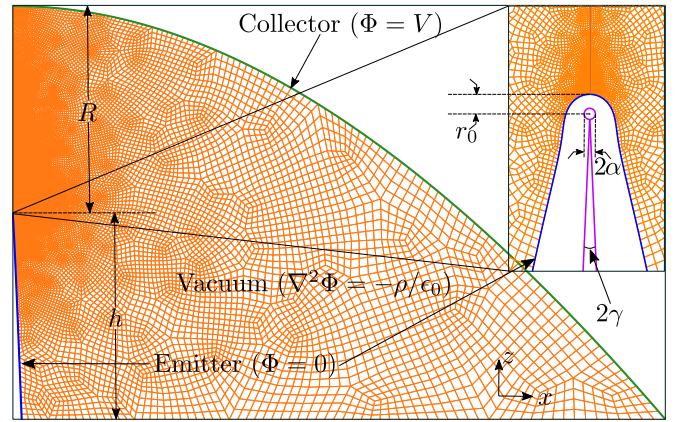 Collector (Φ = V)
R
r₀
2α
Vacuum (∇²Φ = −ρ/ϵ₀)
2γ
h
Emitter (Φ = 0)
z
x